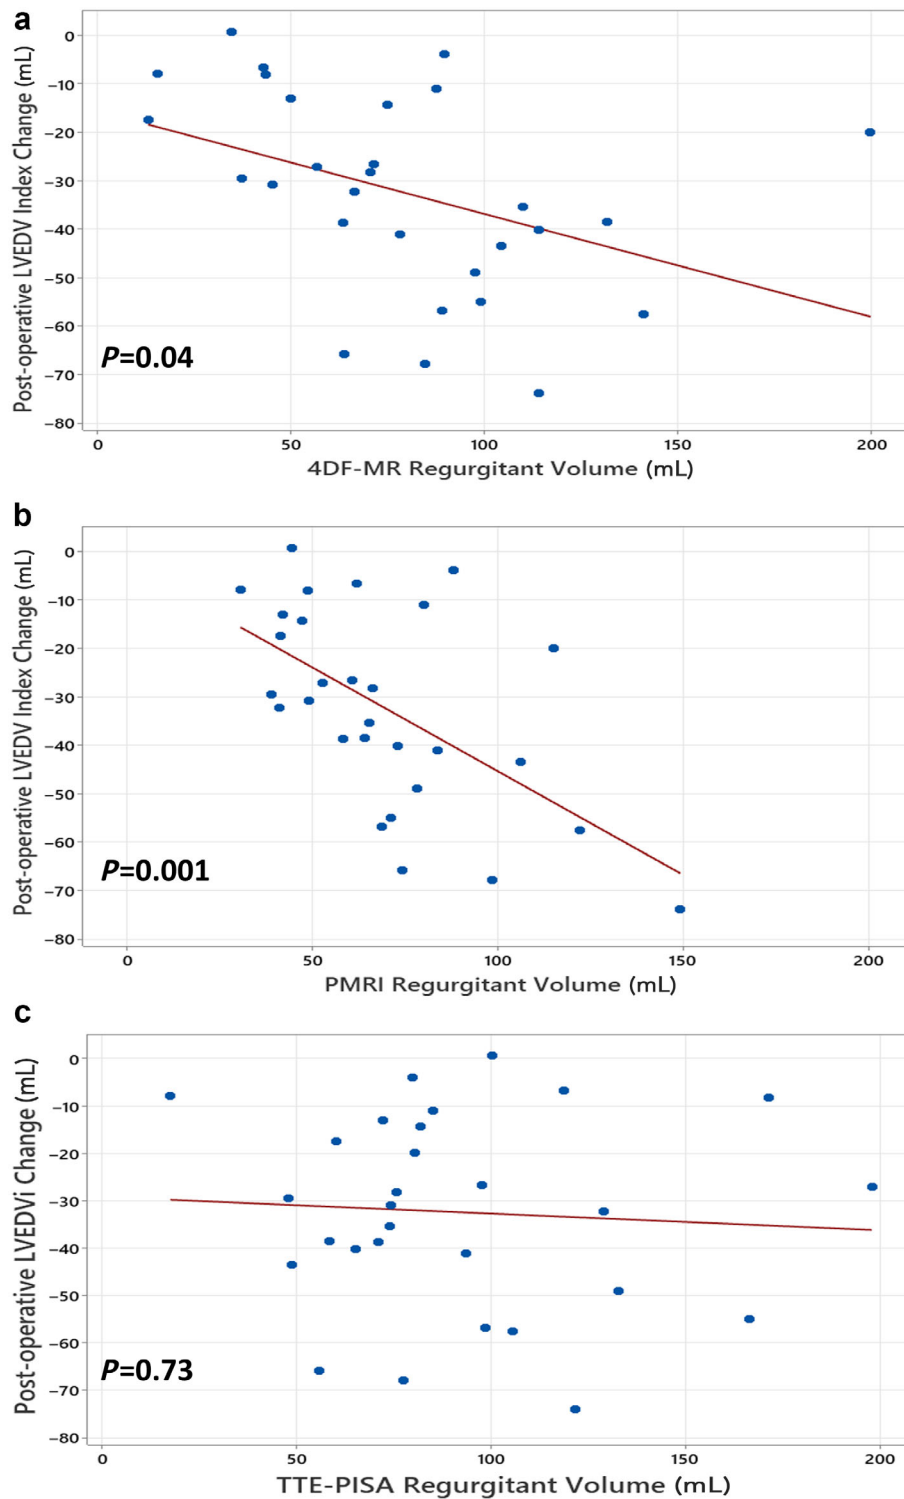 a
Post-operative LVEDV Index Change (mL)
0
−10
−20
−30
−40
−50
−60
−70
−80
P=0.04
0 50 100 150 200
4DF-MR Regurgitant Volume (mL)
b
Post-operative LVEDV Index Change (mL)
0
−10
−20
−30
−40
−50
−60
−70
−80
P=0.001
0 50 100 150 200
PMRI Regurgitant Volume (mL)
c
Post-operative LVEDVi Change (mL)
0
−10
−20
−30
−40
−50
−60
−70
−80
P=0.73
0 50 100 150 200
TTE-PISA Regurgitant Volume (mL)